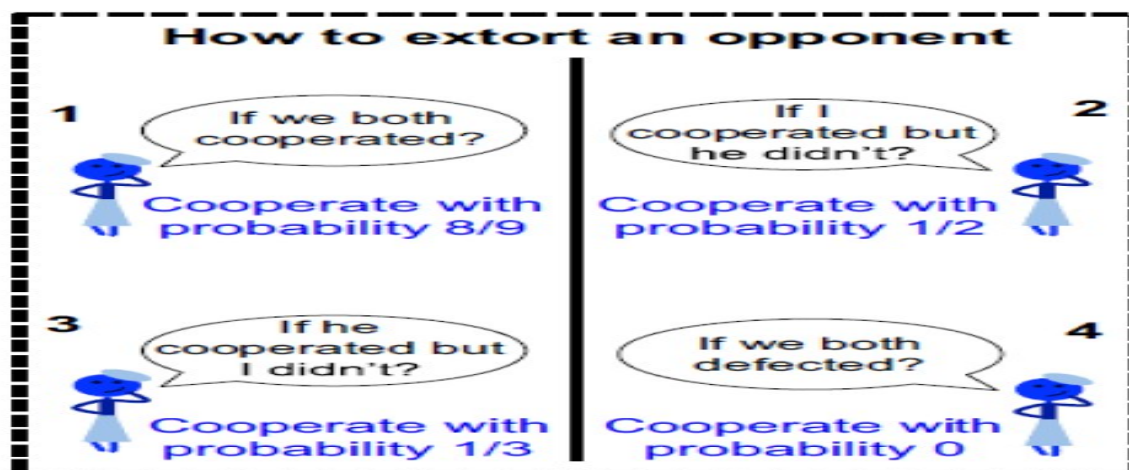 How to extort an opponent
1
If we both
cooperated?
Cooperate with
probability 8/9
2
If I
cooperated but
he didn't?
Cooperate with
probability 1/2
3
If he
cooperated but
I didn't?
Cooperate with
probability 1/3
4
If we both
defected?
Cooperate with
probability 0